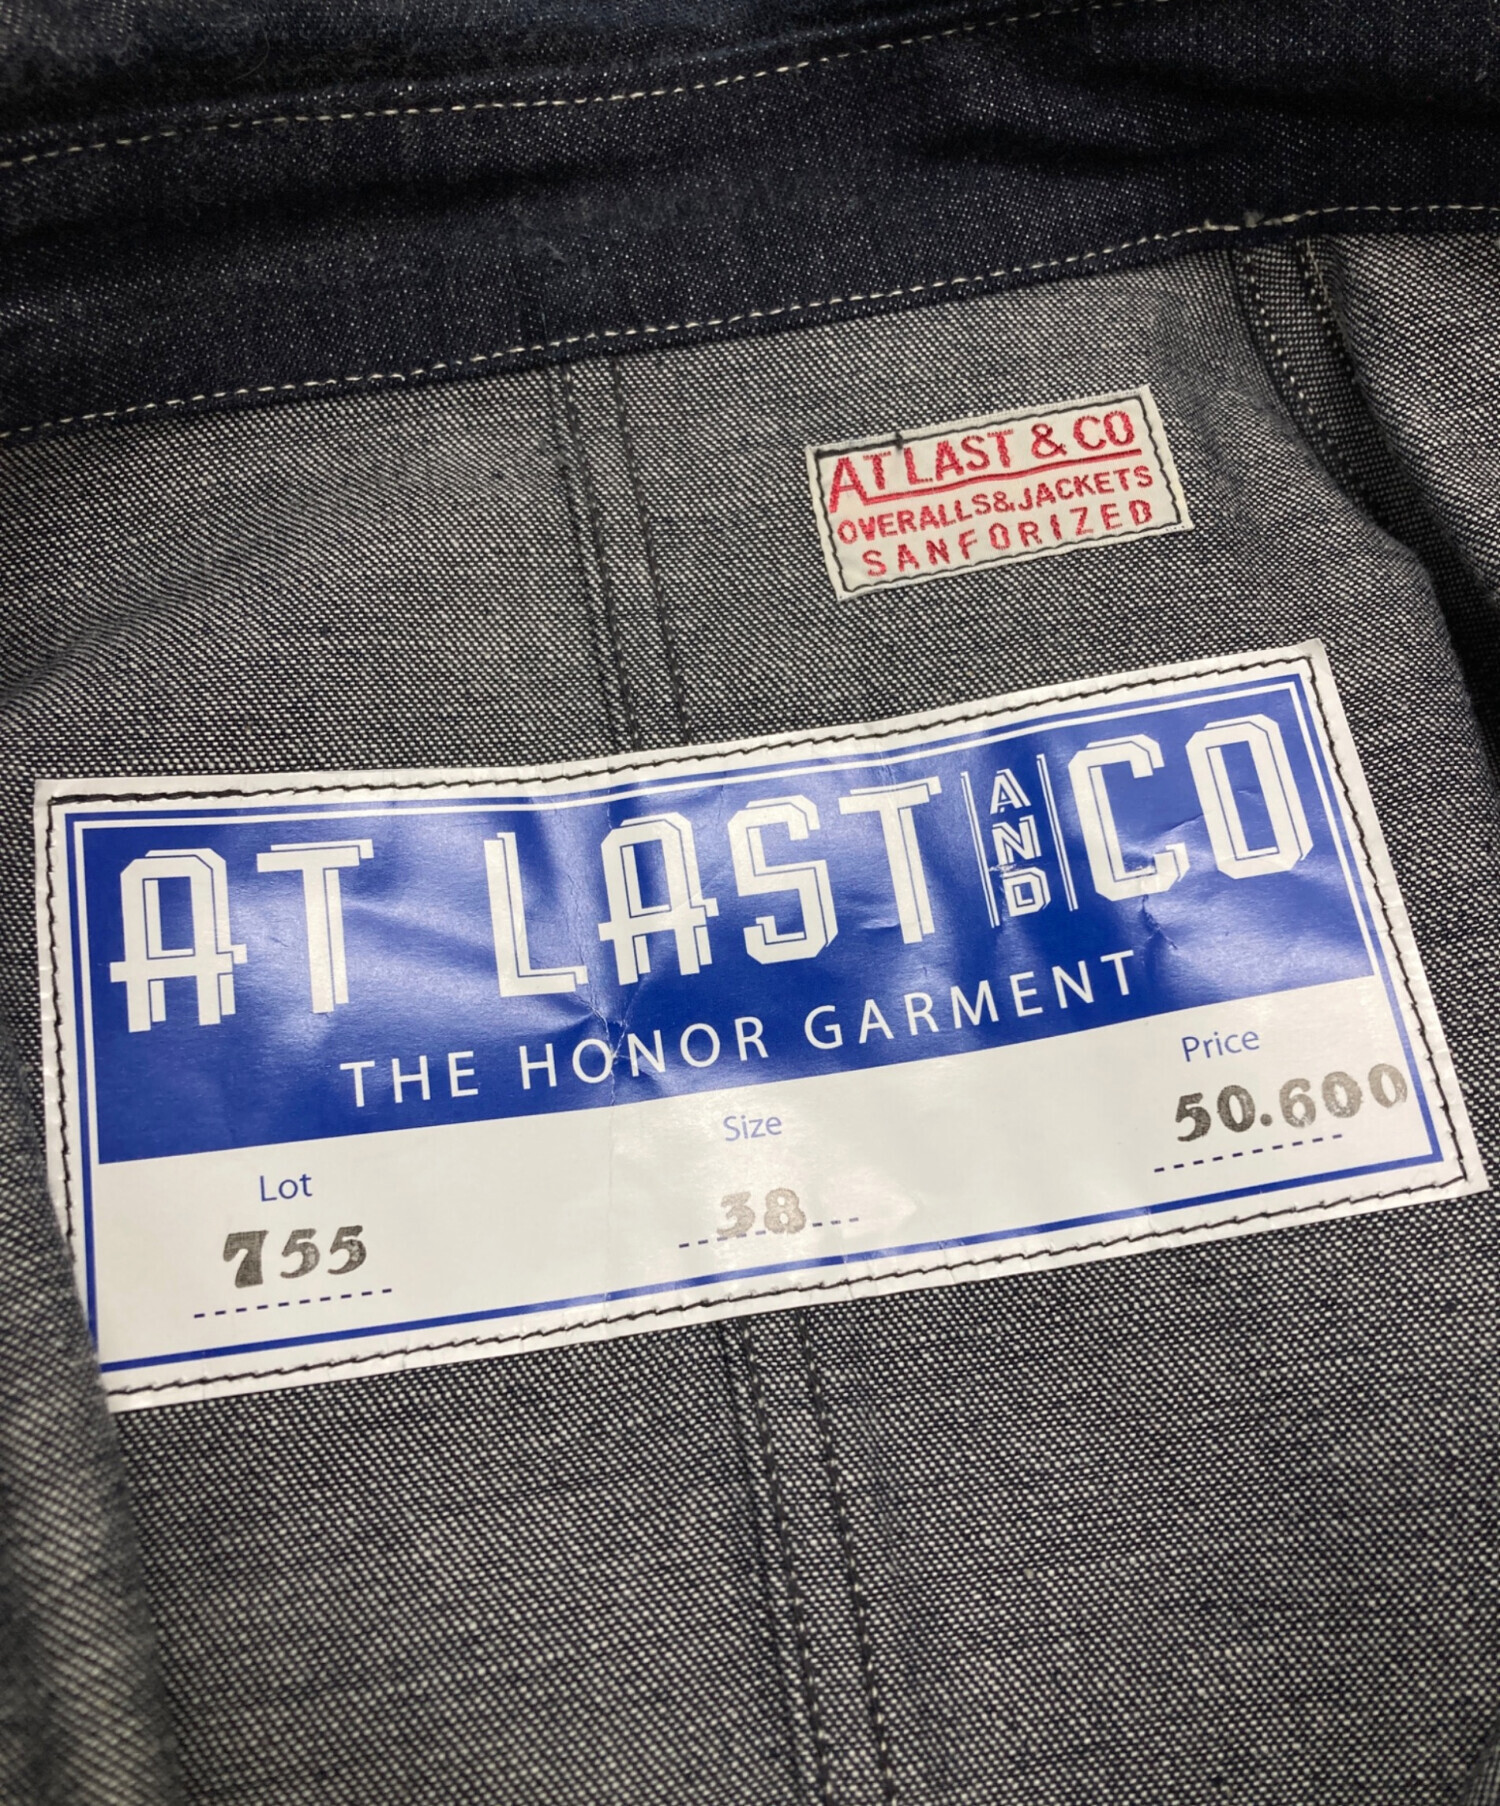 AT LAST & CO
OVERALLS & JACKETS
SANFORIZED
AT LAST AND CO
THE HONOR GARMENT
Lot
755
Size
38
Price
50.600